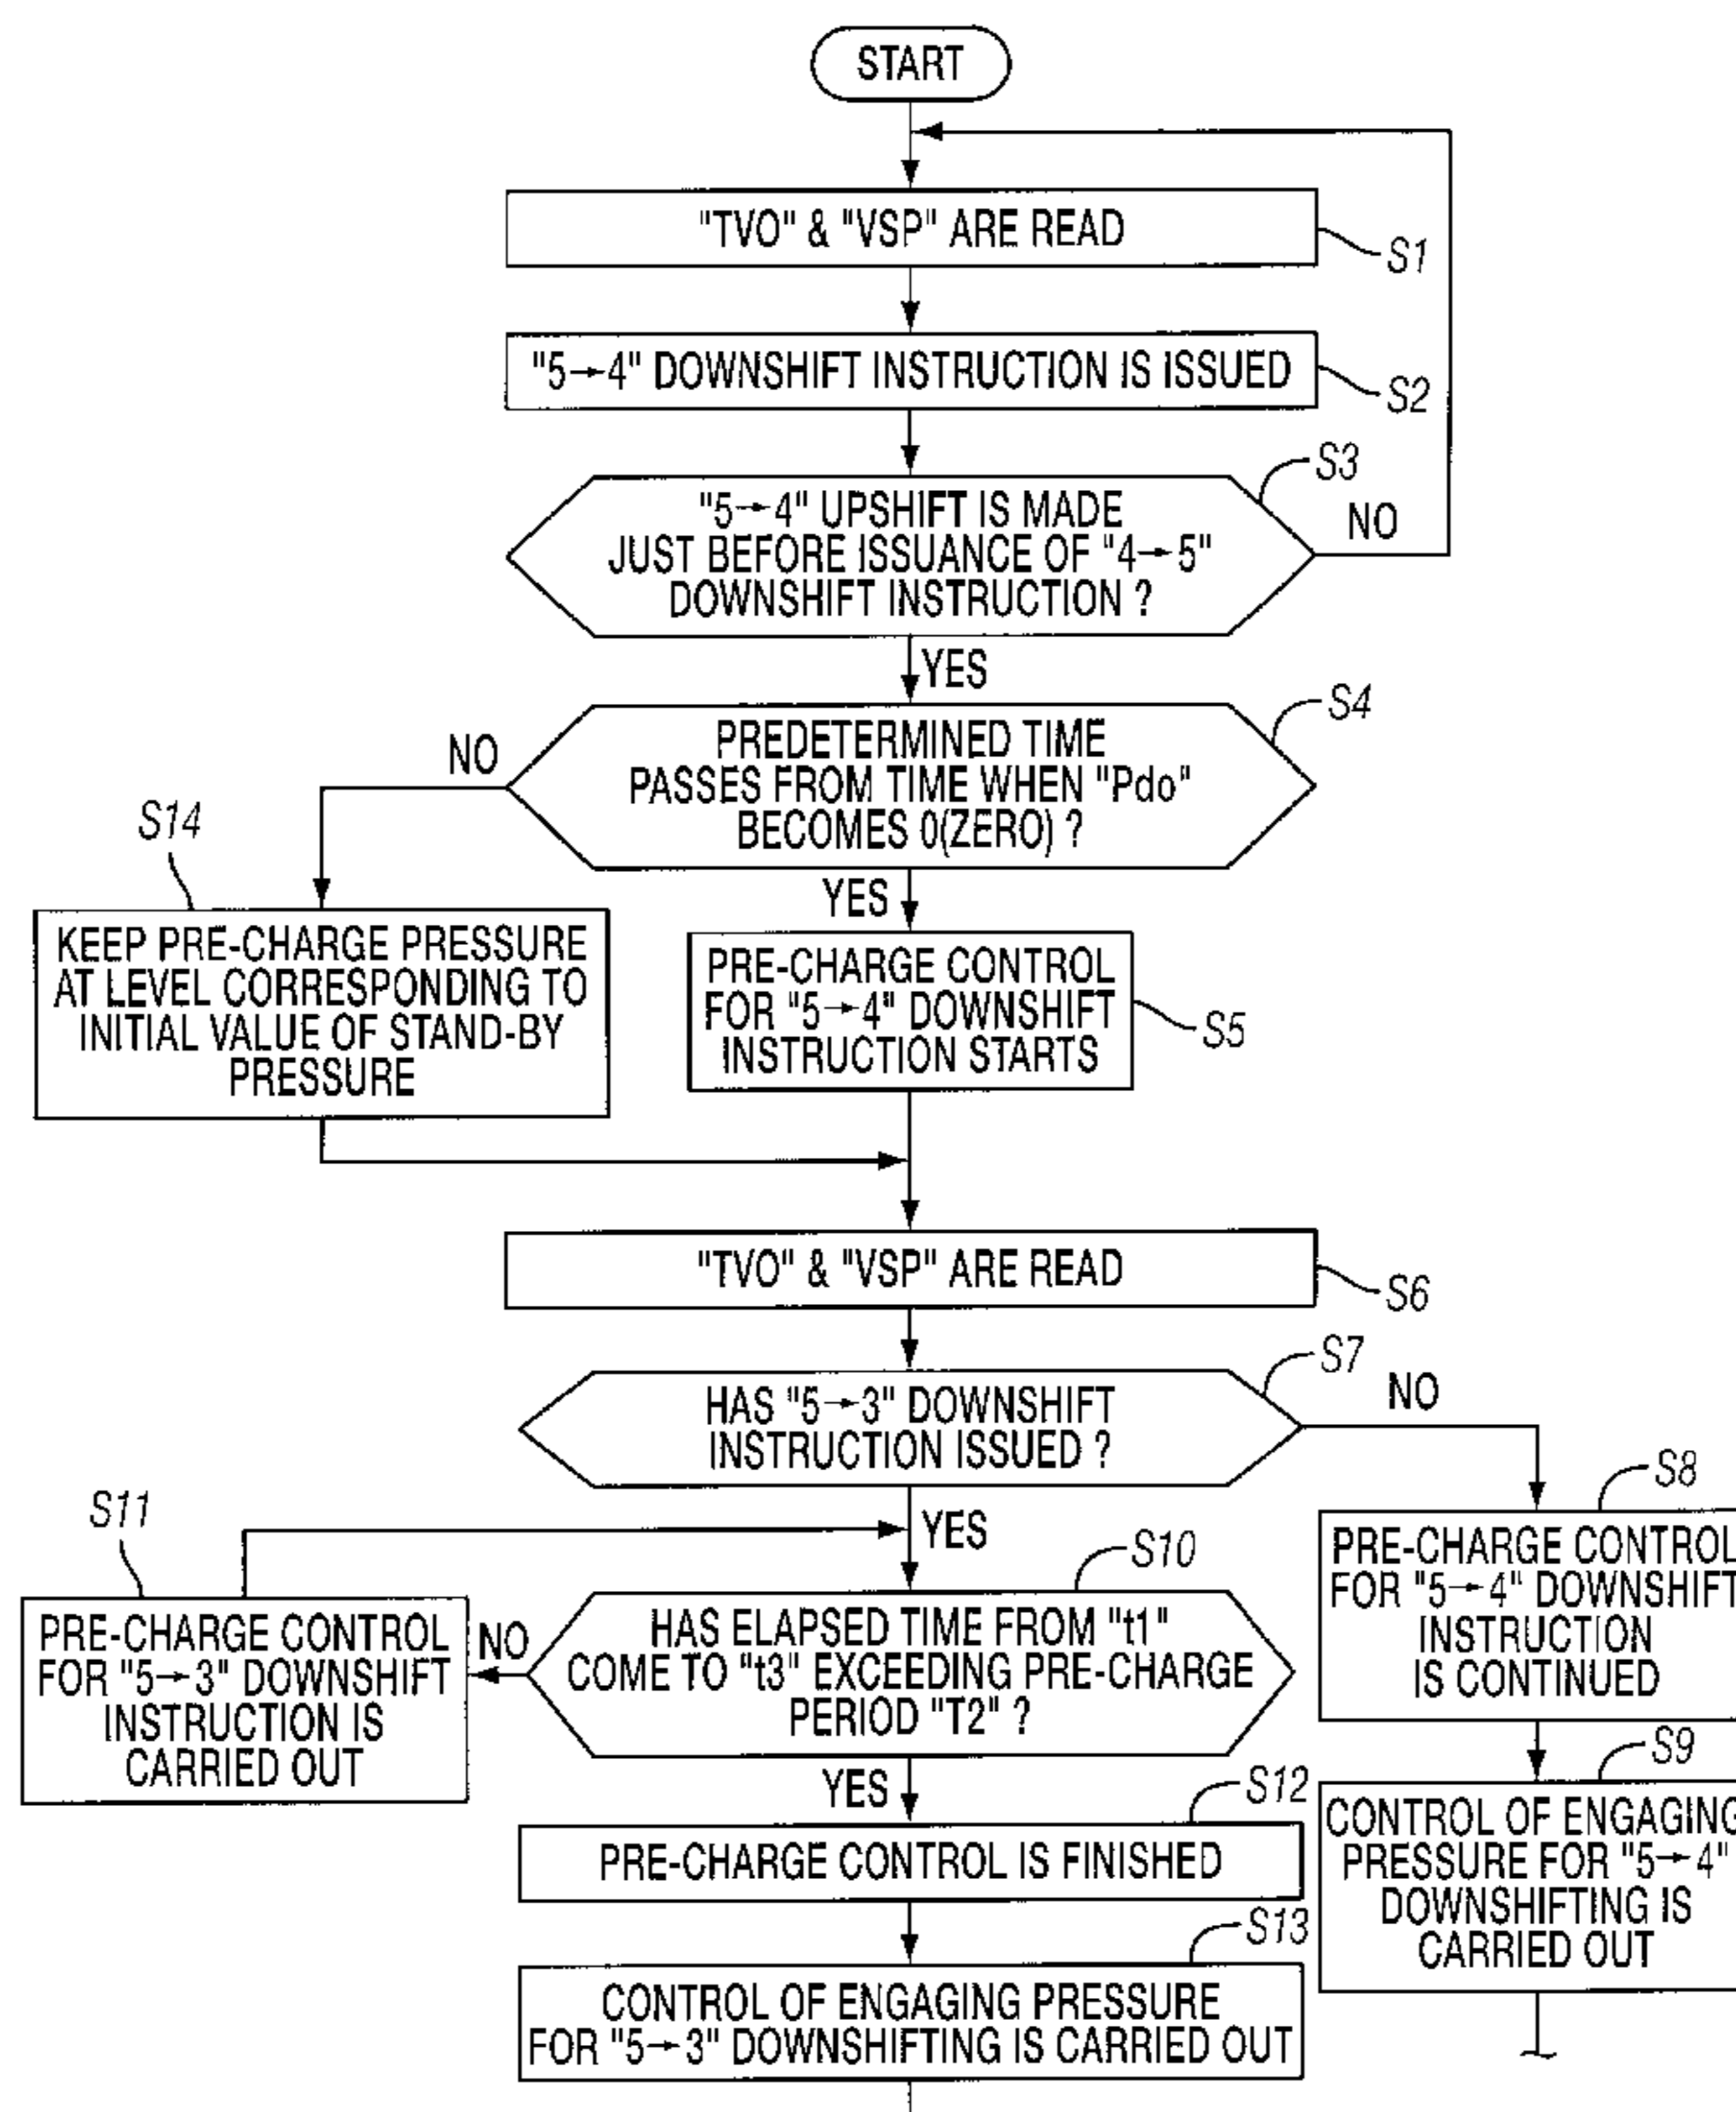 START
"TVO" & "VSP" ARE READ
S1
"5→4" DOWNSHIFT INSTRUCTION IS ISSUED
S2
"5→4" UPSHIFT IS MADE
JUST BEFORE ISSUANCE OF "4→5"
DOWNSHIFT INSTRUCTION ?
S3
NO
YES
PREDETERMINED TIME
PASSES FROM TIME WHEN "Pdo"
BECOMES 0(ZERO) ?
S4
NO
YES
S14
KEEP PRE-CHARGE PRESSURE
AT LEVEL CORRESPONDING TO
INITIAL VALUE OF STAND-BY
PRESSURE
PRE-CHARGE CONTROL
FOR "5→4" DOWNSHIFT
INSTRUCTION STARTS
S5
"TVO" & "VSP" ARE READ
S6
HAS "5→3" DOWNSHIFT
INSTRUCTION ISSUED ?
S7
NO
YES
S8
PRE-CHARGE CONTROL
FOR "5→4" DOWNSHIFT
INSTRUCTION
IS CONTINUED
S9
CONTROL OF ENGAGING
PRESSURE FOR "5→4"
DOWNSHIFTING IS
CARRIED OUT
S10
HAS ELAPSED TIME FROM "t1"
COME TO "t3" EXCEEDING PRE-CHARGE
PERIOD "T2" ?
NO
S11
PRE-CHARGE CONTROL
FOR "5→3" DOWNSHIFT
INSTRUCTION IS
CARRIED OUT
YES
S12
PRE-CHARGE CONTROL IS FINISHED
S13
CONTROL OF ENGAGING PRESSURE
FOR "5→3" DOWNSHIFTING IS CARRIED OUT